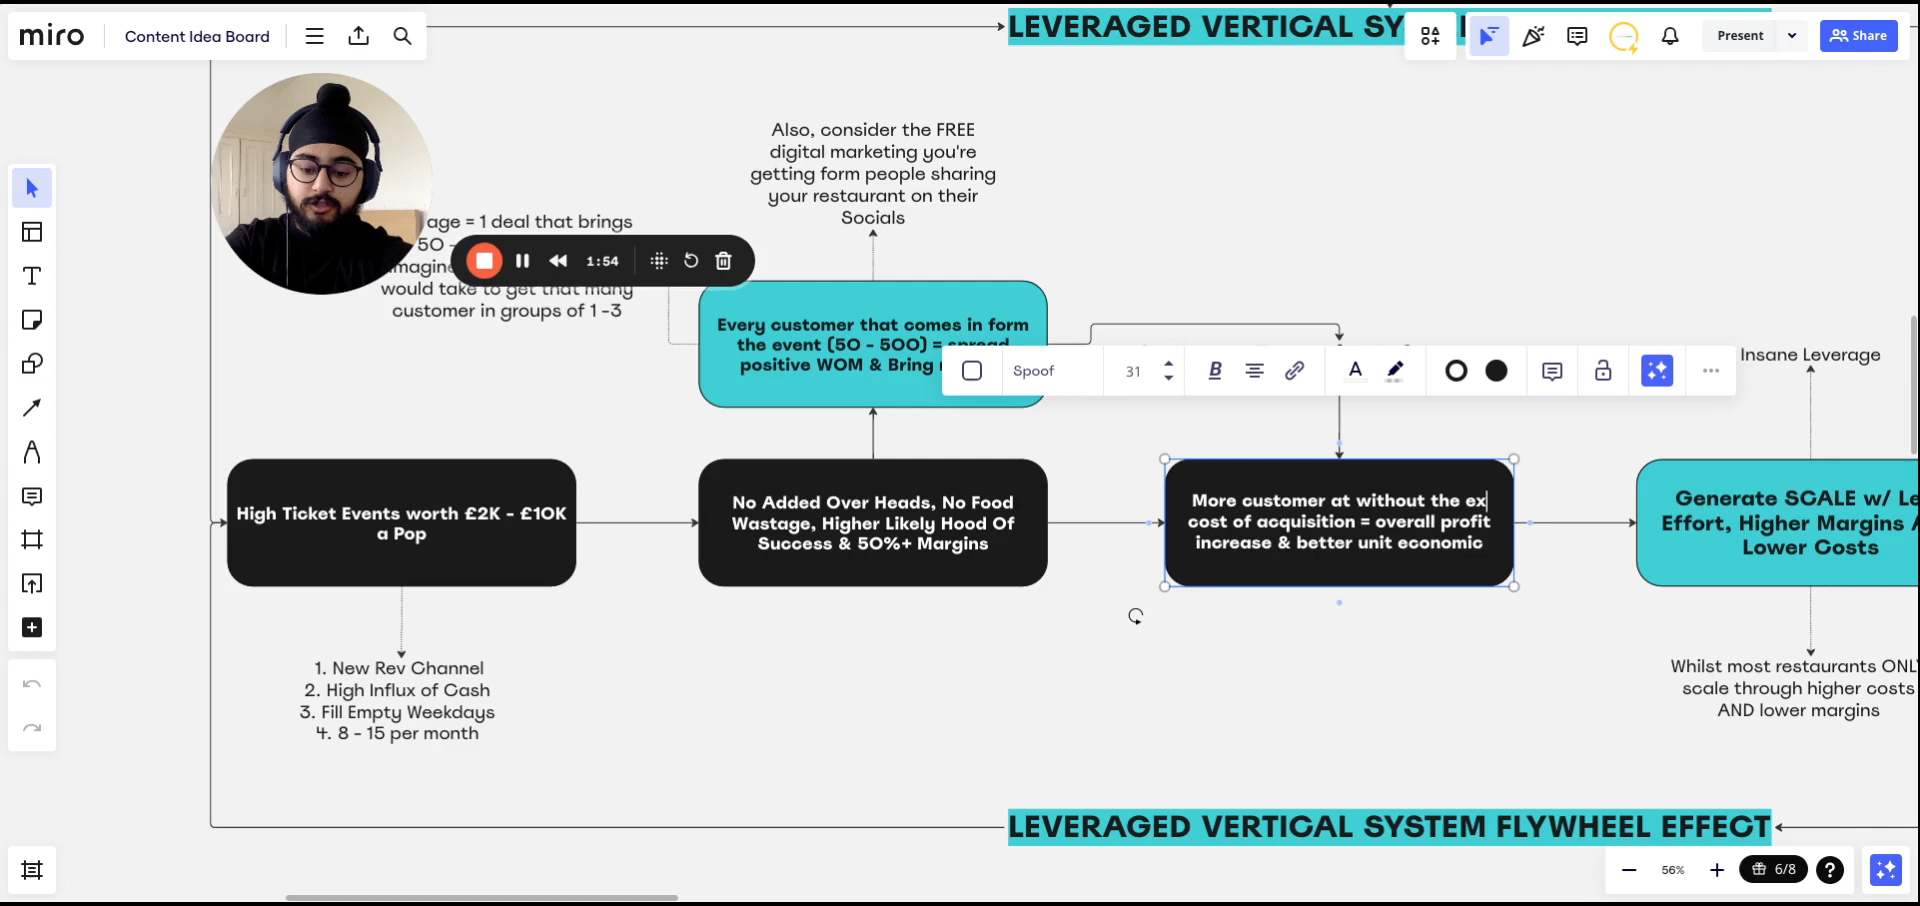 miro
Content Idea Board
LEVERAGED VERTICAL SY
Present
Share
Also, consider the FREE
digital marketing you're
getting form people sharing
your restaurant on their
Socials
age = 1 deal that brings
50 -
magine
would take to get that many
customer in groups of 1 -3
1:54
Every customer that comes in form
the event (50 - 500) = spread
positive WOM & Bring
Spoof
31
B
A
Insane Leverage
High Ticket Events worth £2K - £10K
a Pop
No Added Over Heads, No Food
Wastage, Higher Likely Hood Of
Success & 50%+ Margins
More customer at without the ex
cost of acquisition = overall profit
increase & better unit economic
Generate SCALE w/ Le
Effort, Higher Margins A
Lower Costs
1. New Rev Channel
2. High Influx of Cash
3. Fill Empty Weekdays
4. 8 - 15 per month
Whilst most restaurants ONLY
scale through higher costs
AND lower margins
LEVERAGED VERTICAL SYSTEM FLYWHEEL EFFECT
56%
6/8
?